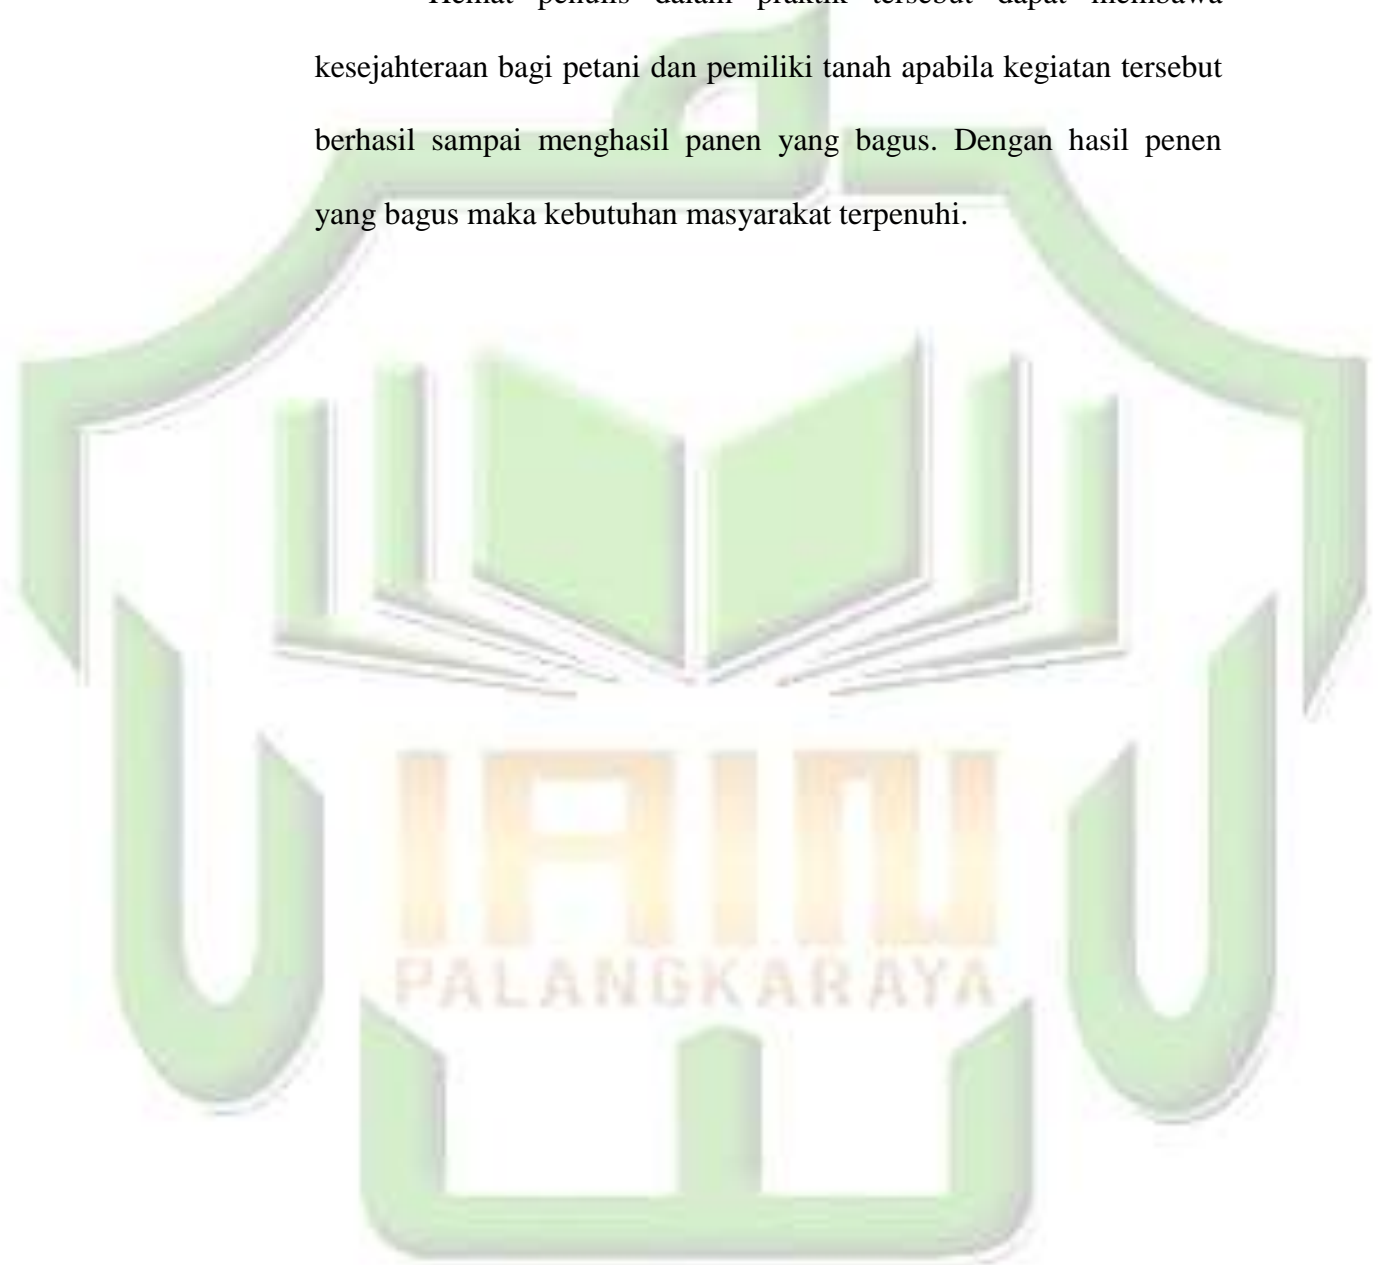 Hemat penulis dalam praktik tersebut dapat membawa
kesejahteraan bagi petani dan pemiliki tanah apabila kegiatan tersebut
berhasil sampai menghasil panen yang bagus. Dengan hasil penen
yang bagus maka kebutuhan masyarakat terpenuhi.
IAIN
PALANGKARAYA